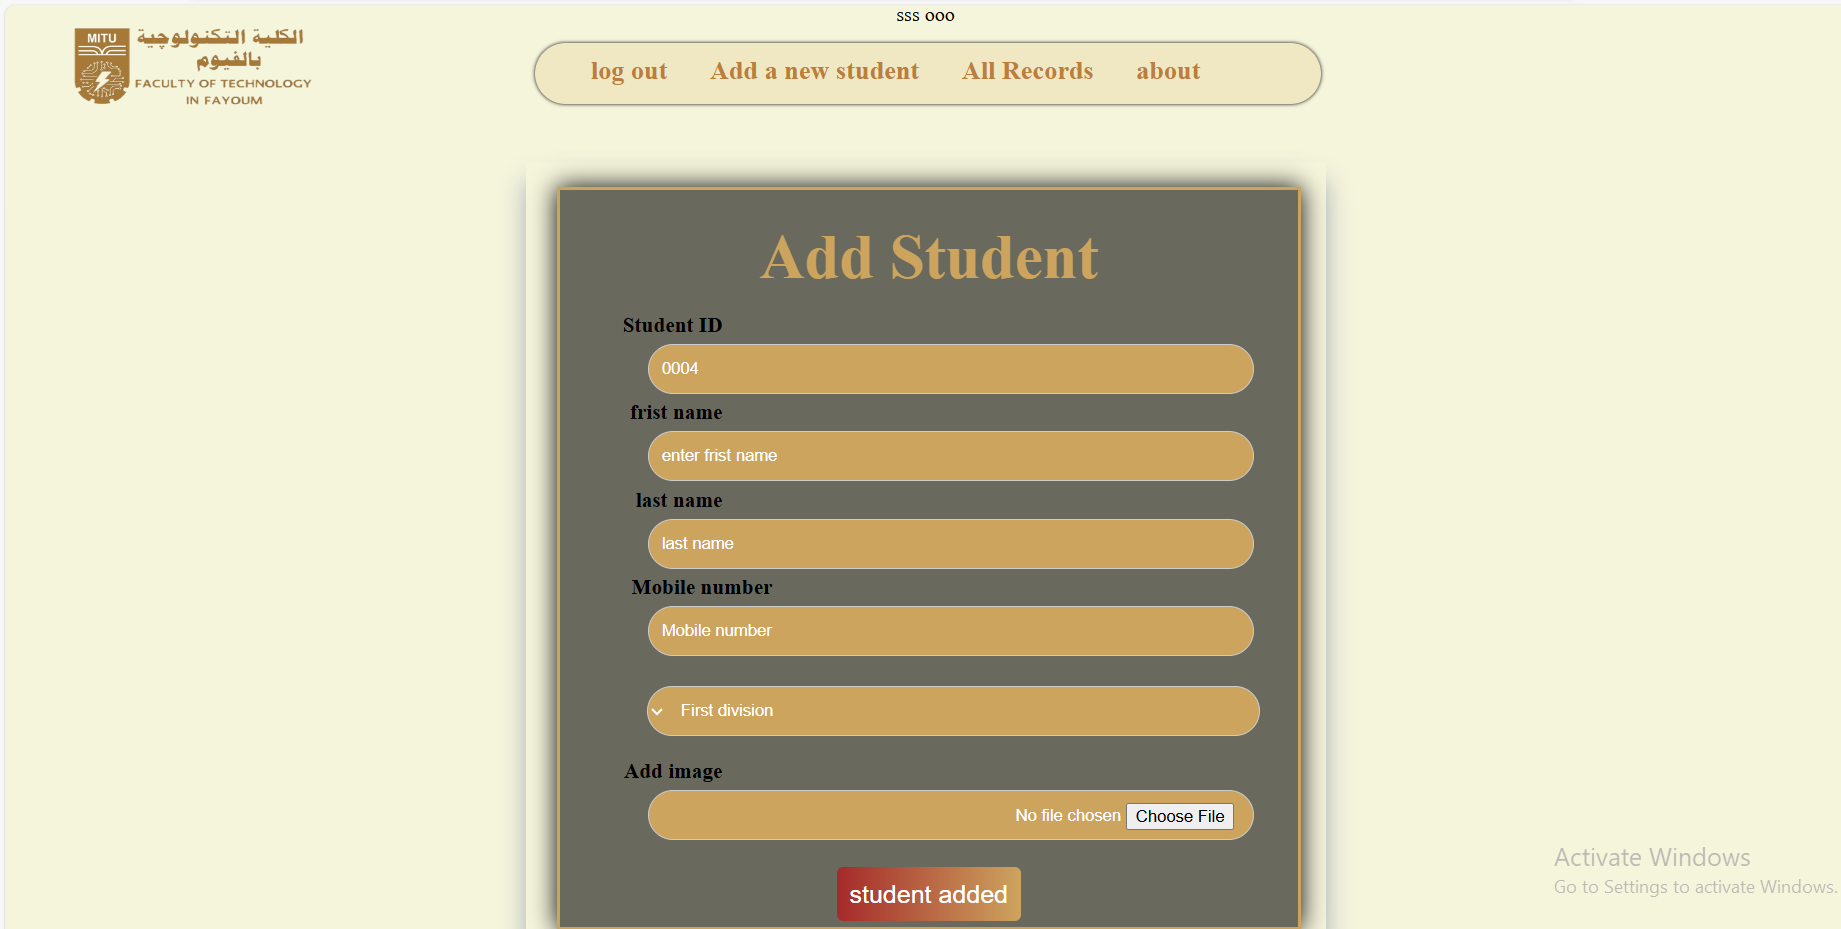 sss ooo
MITU
الكلية التكنولوجية
بالفيوم
FACULTY OF TECHNOLOGY
IN FAYOUM
log out
Add a new student
All Records
about
Add Student
Student ID
0004
frist name
enter frist name
last name
last name
Mobile number
Mobile number
First division
Add image
No file chosen Choose File
student added
Activate Windows
Go to Settings to activate Windows.